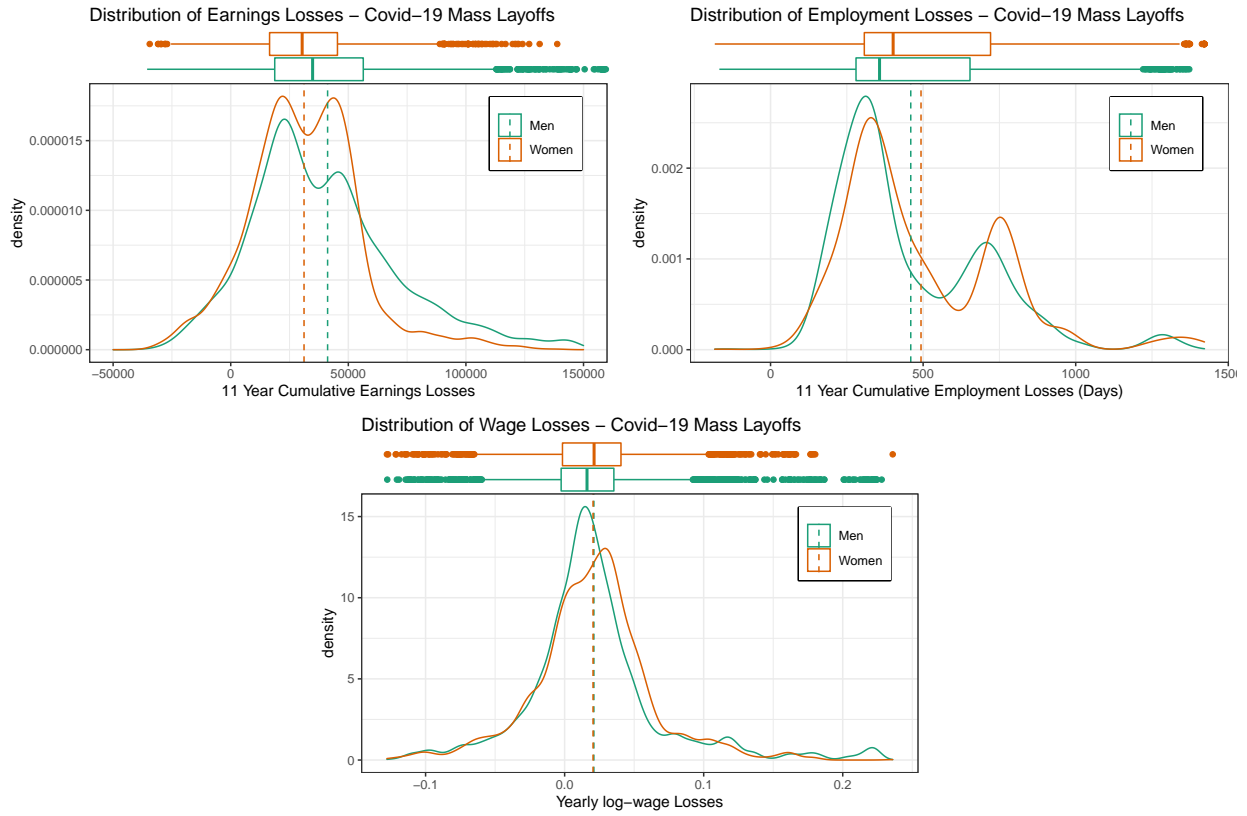 Distribution of Earnings Losses − Covid−19 Mass Layoffs
Men
Women
density
0.000015
0.000010
0.000005
0.000000
−50000 0 50000 100000 150000
11 Year Cumulative Earnings Losses
Distribution of Employment Losses − Covid−19 Mass Layoffs
Men
Women
density
0.002
0.001
0.000
0 500 1000 1500
11 Year Cumulative Employment Losses (Days)
Distribution of Wage Losses − Covid−19 Mass Layoffs
Men
Women
density
15
10
5
0
−0.1 0.0 0.1 0.2
Yearly log−wage Losses